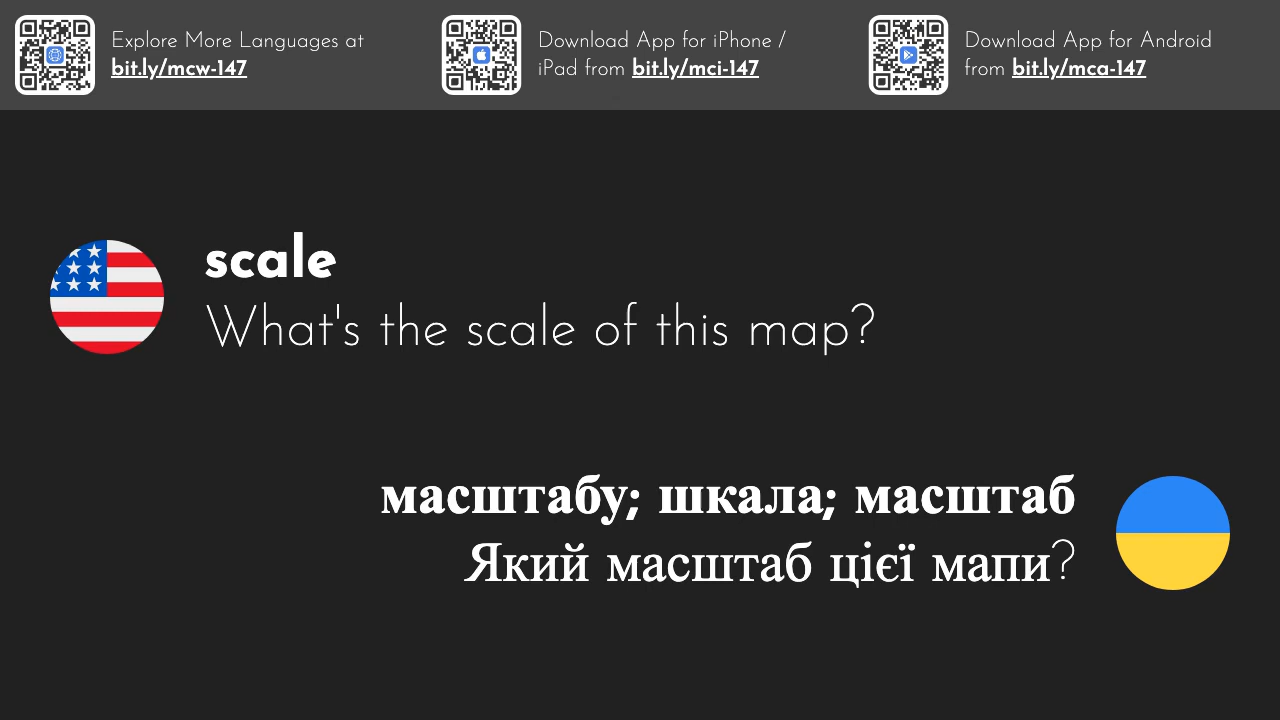 Explore More Languages at
bit.ly/mcw-147
Download App for iPhone /
iPad from bit.ly/mci-147
Download App for Android
from bit.ly/mca-147
scale
What's the scale of this map?
масштабу; шкала; масштаб
Який масштаб цієї мапи?